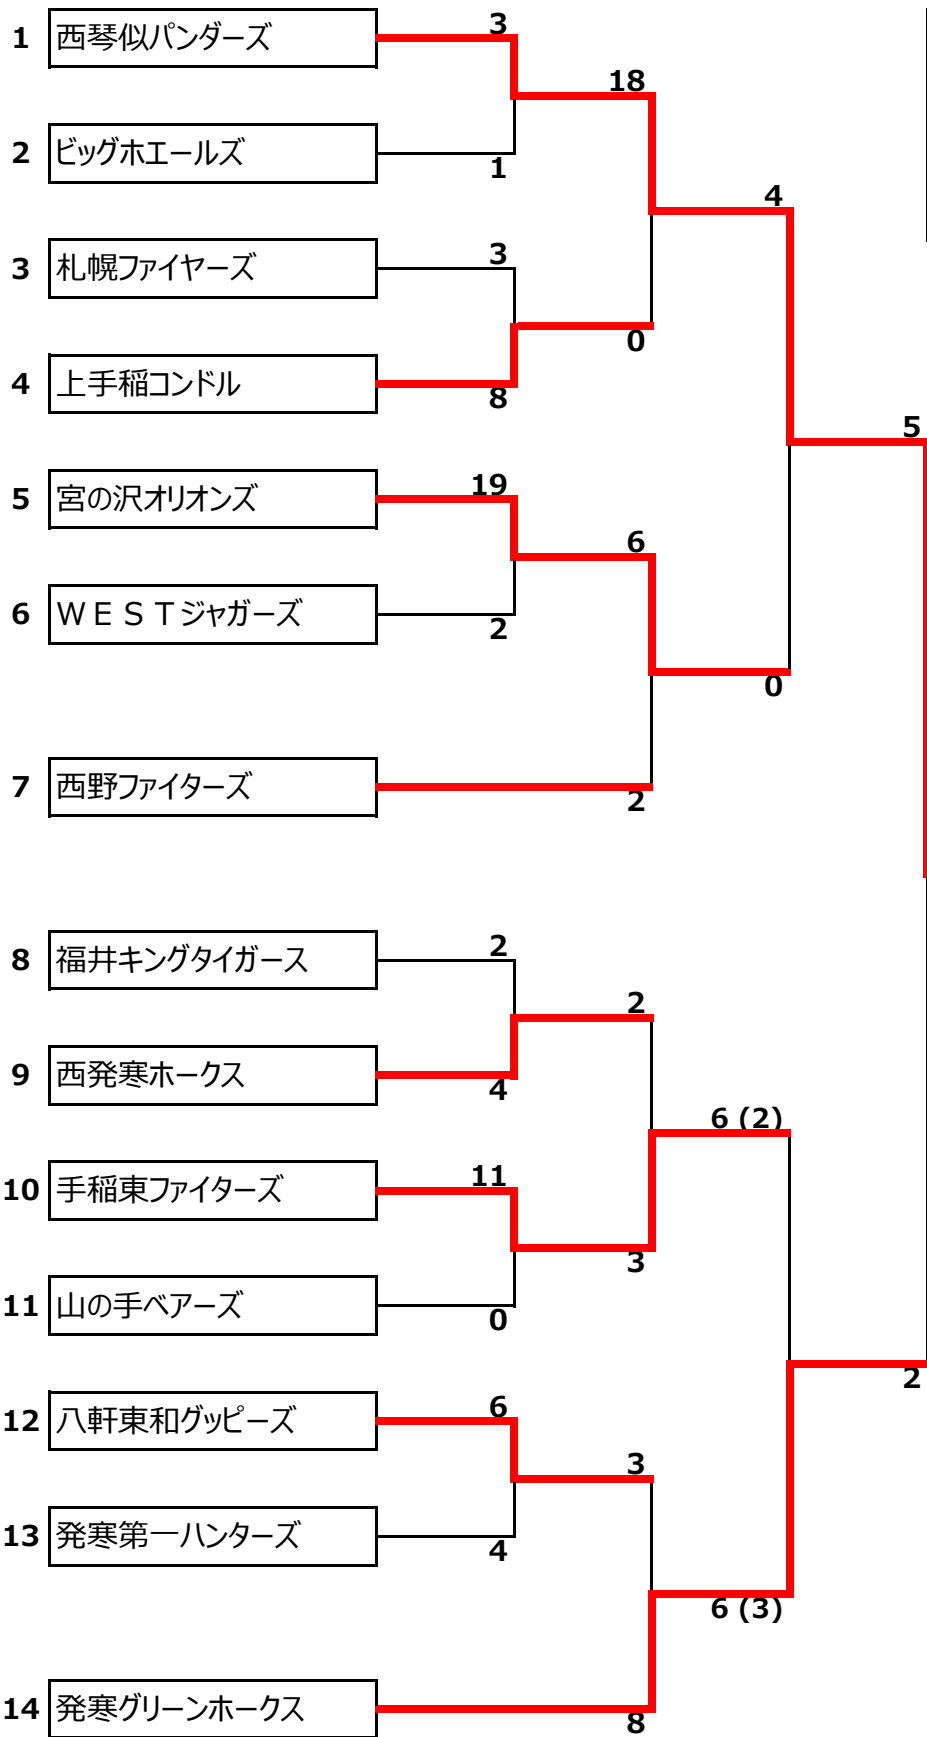 3
1 西琴似パンダーズ
18
2 ビッグホエールズ
1
4
3 札幌ファイヤーズ
3
0
4 上手稲コンドル
8
5
5 宮の沢オリオンズ
19
6
6 WESTジャガーズ
2
0
7 西野ファイターズ
2
8 福井キングタイガース
2
2
9 西発寒ホークス
4
6 (2)
10 手稲東ファイターズ
11
3
11 山の手ベアーズ
0
2
12 八軒東和グッピーズ
6
3
13 発寒第一ハンターズ
4
6 (3)
14 発寒グリーンホークス
8